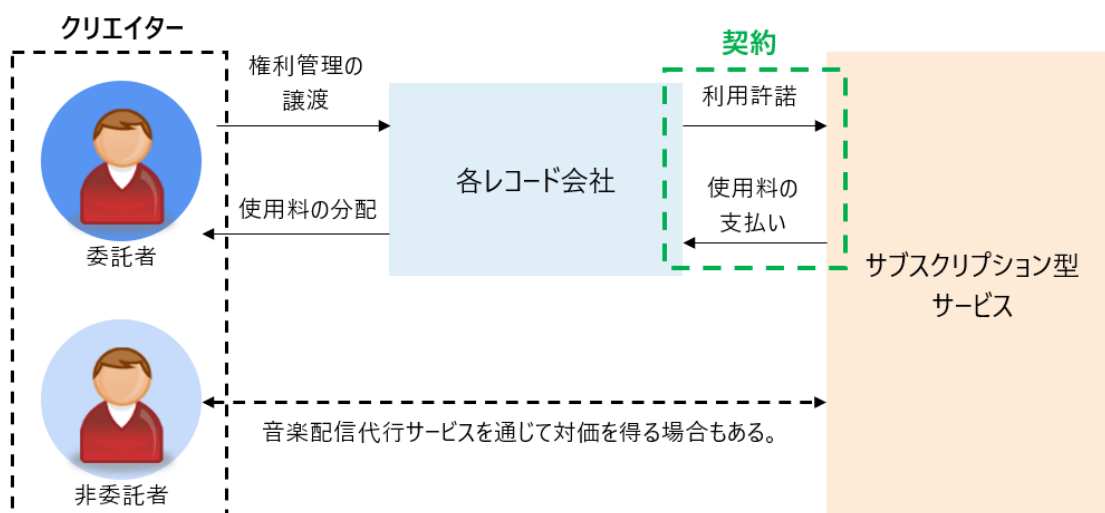 クリエイター
契約
権利管理の
譲渡
利用許諾
各レコード会社
使用料の分配
使用料の
支払い
委託者
サブスクリプション型
サービス
音楽配信代行サービスを通じて対価を得る場合もある。
非委託者